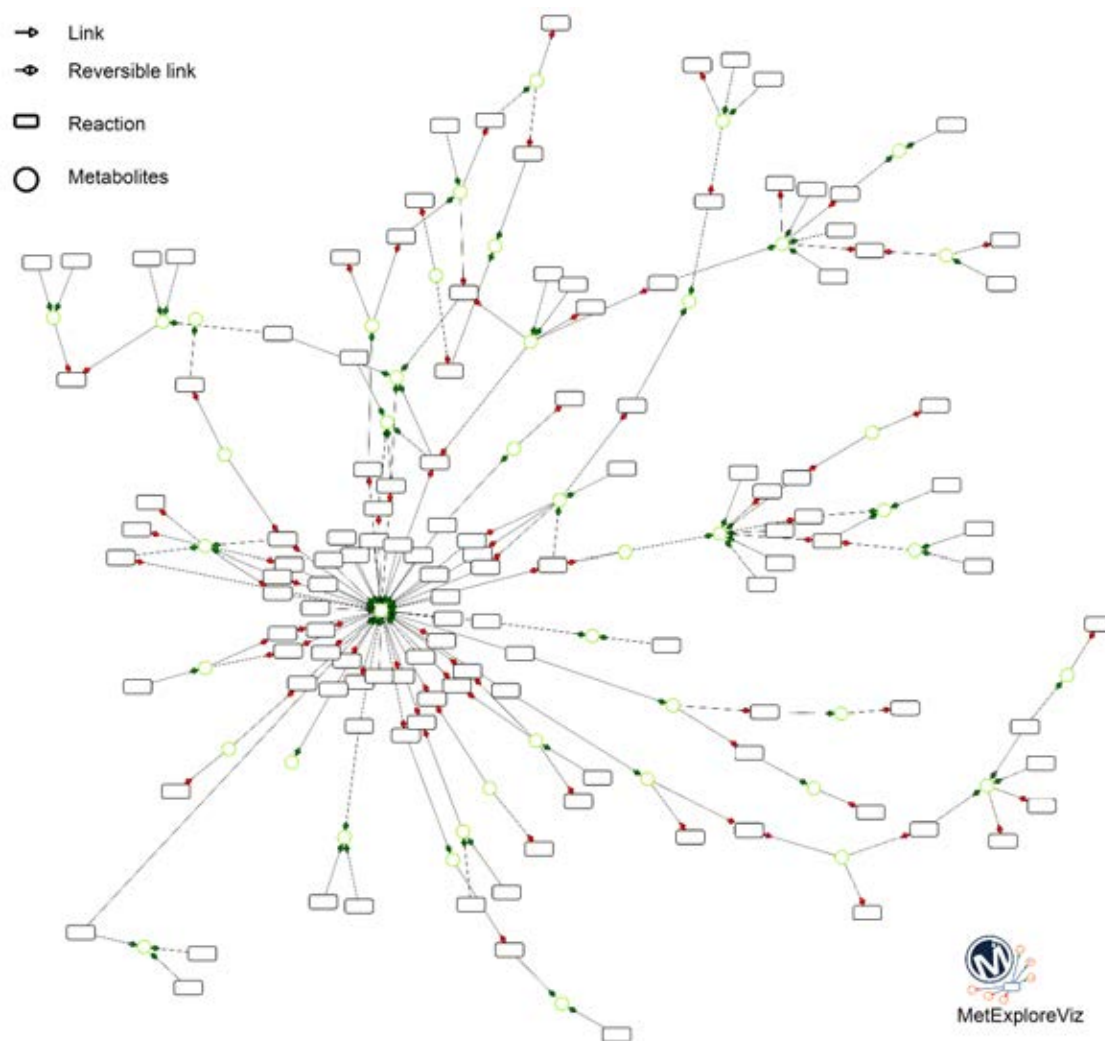 Link
Reversible link
Reaction
Metabolites
M
MetExploreViz